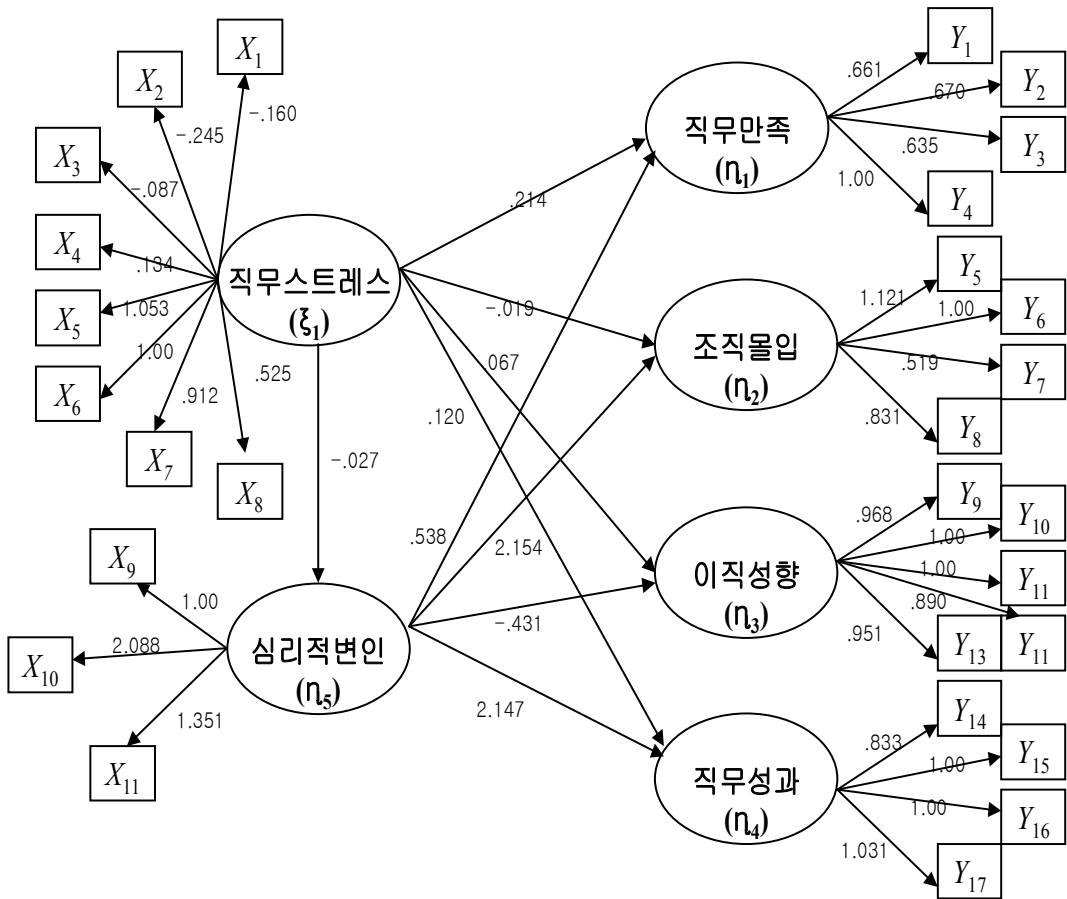 X1
X2
X3
X4
X5
X6
X7
X8
-.160
-.245
-.087
.134
1.053
1.00
.912
.525
직무스트레스
(ξ1)
-.027
X9
X10
X11
1.00
2.088
1.351
심리적변인
(η5)
.214
-.019
.067
.120
.538
2.154
-.431
2.147
직무만족
(η1)
.661
.670
.635
1.00
Y1
Y2
Y3
Y4
조직몰입
(η2)
1.121
1.00
.519
.831
Y5
Y6
Y7
Y8
이직성향
(η3)
.968
1.00
1.00
.890
.951
Y9
Y10
Y11
Y13
Y11
직무성과
(η4)
.833
1.00
1.00
1.031
Y14
Y15
Y16
Y17